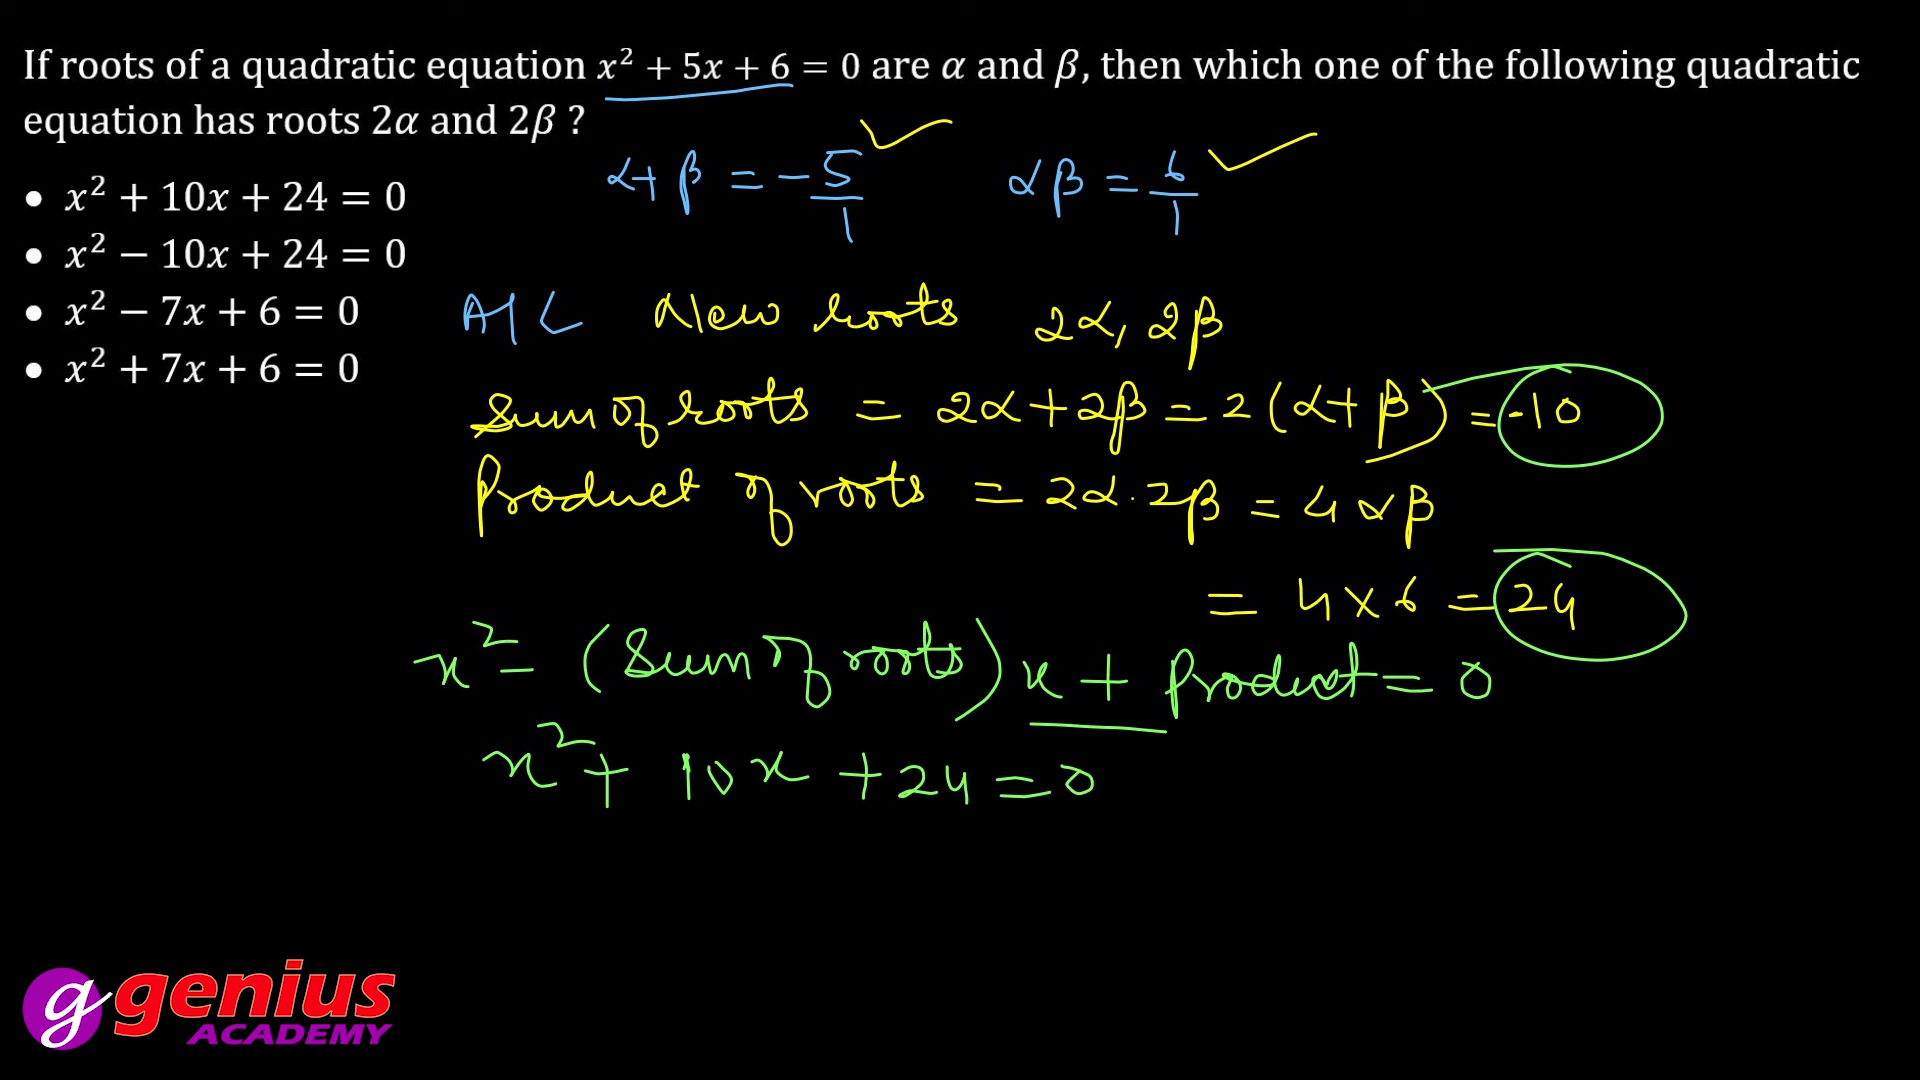 If roots of a quadratic equation x² + 5x + 6 = 0 are α and β, then which one of the following quadratic
equation has roots 2α and 2β ?
α + β = -5/1 αβ = 6/1
• x² + 10x + 24 = 0
• x² − 10x + 24 = 0
• x² − 7x + 6 = 0
• x² + 7x + 6 = 0
New roots 2α, 2β
Sum of roots = 2α + 2β = 2(α + β) = -10
Product of roots = 2α . 2β = 4αβ
= 4 × 6 = 24
x² - (Sum of roots) x + Product = 0
x² + 10x + 24 = 0
g genius
ACADEMY